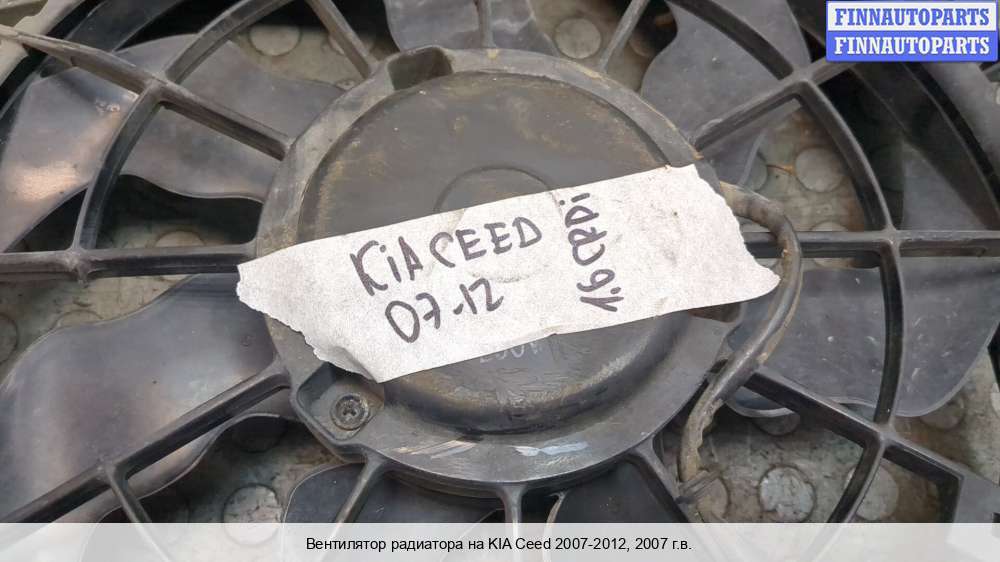 FINNAUTOPARTS
FINNAUTOPARTS
KiA CEED
07-12
1.6 CRDi
Вентилятор радиатора на KIA Ceed 2007-2012, 2007 г.в.